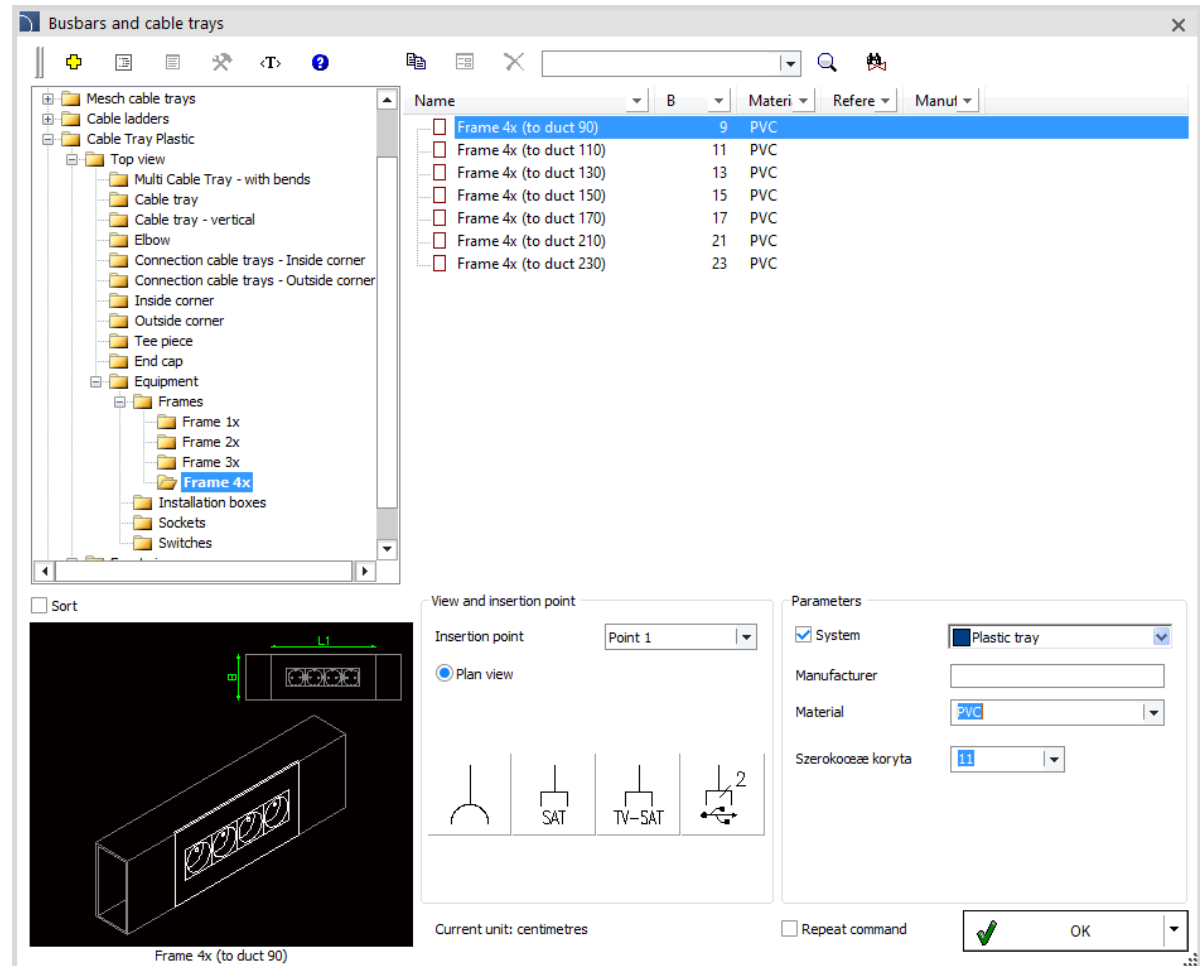 Busbars and cable trays
<T>
Mesch cable trays
Cable ladders
Cable Tray Plastic
Top view
Multi Cable Tray - with bends
Cable tray
Cable tray - vertical
Elbow
Connection cable trays - Inside corner
Connection cable trays - Outside corner
Inside corner
Outside corner
Tee piece
End cap
Equipment
Frames
Frame 1x
Frame 2x
Frame 3x
Frame 4x
Installation boxes
Sockets
Switches
Name B Materi Refere Manuf
Frame 4x (to duct 90) 9 PVC
Frame 4x (to duct 110) 11 PVC
Frame 4x (to duct 130) 13 PVC
Frame 4x (to duct 150) 15 PVC
Frame 4x (to duct 170) 17 PVC
Frame 4x (to duct 210) 21 PVC
Frame 4x (to duct 230) 23 PVC
Sort
L1
B
Frame 4x (to duct 90)
View and insertion point
Insertion point Point 1
Plan view
SAT
TV-SAT
2
Current unit: centimetres
Parameters
System Plastic tray
Manufacturer
Material PVC
Szerokoœæ koryta 11
Repeat command
OK